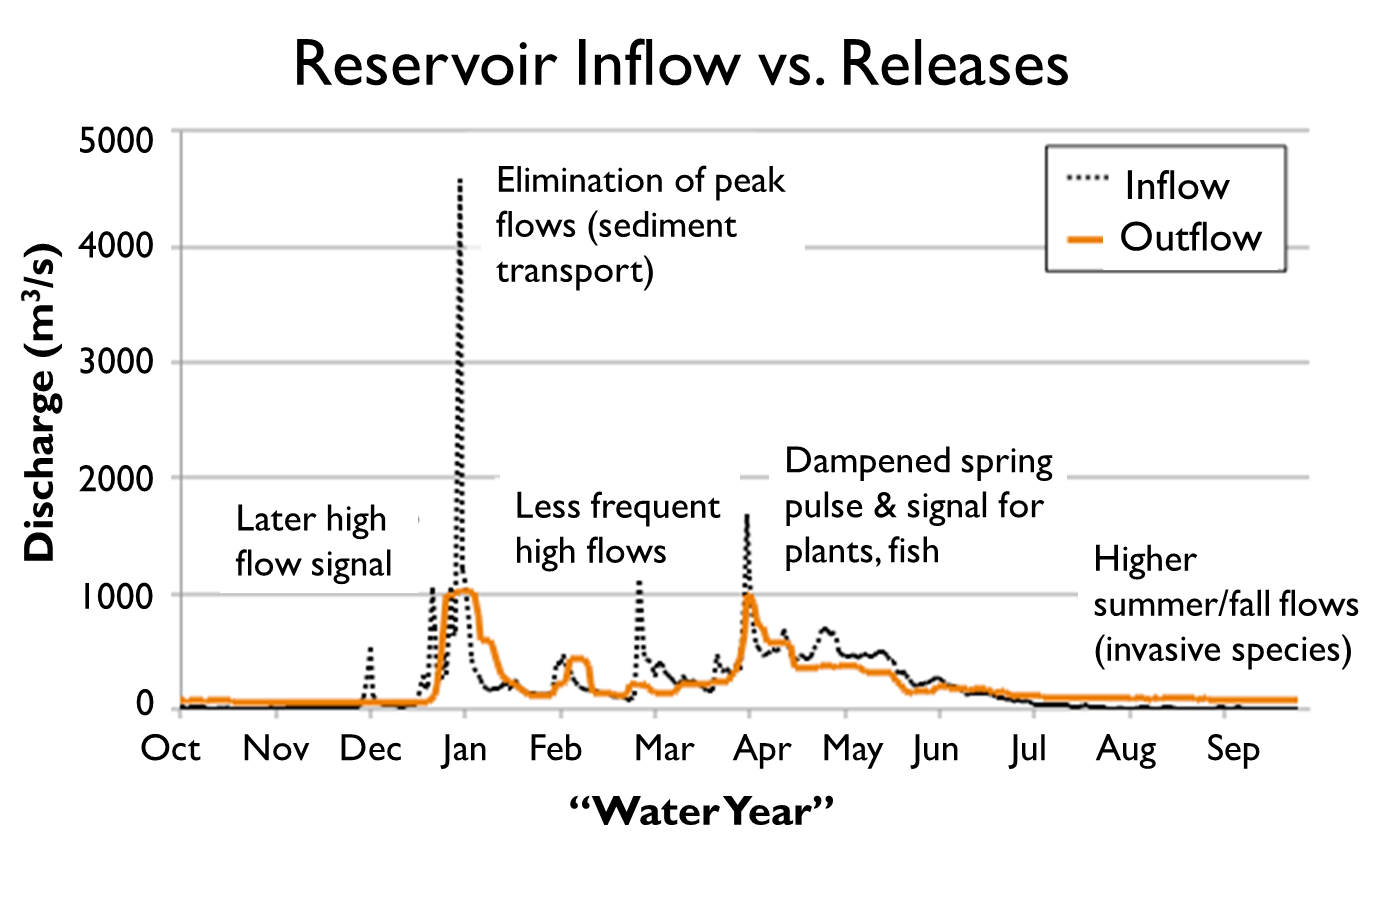 Reservoir Inflow vs. Releases
5000
4000
3000
2000
1000
0
Discharge (m³/s)
Elimination of peak
flows (sediment
transport)
Inflow
Outflow
Later high
flow signal
Less frequent
high flows
Dampened spring
pulse & signal for
plants, fish
Higher
summer/fall flows
(invasive species)
Oct Nov Dec Jan Feb Mar Apr May Jun Jul Aug Sep
“Water Year”